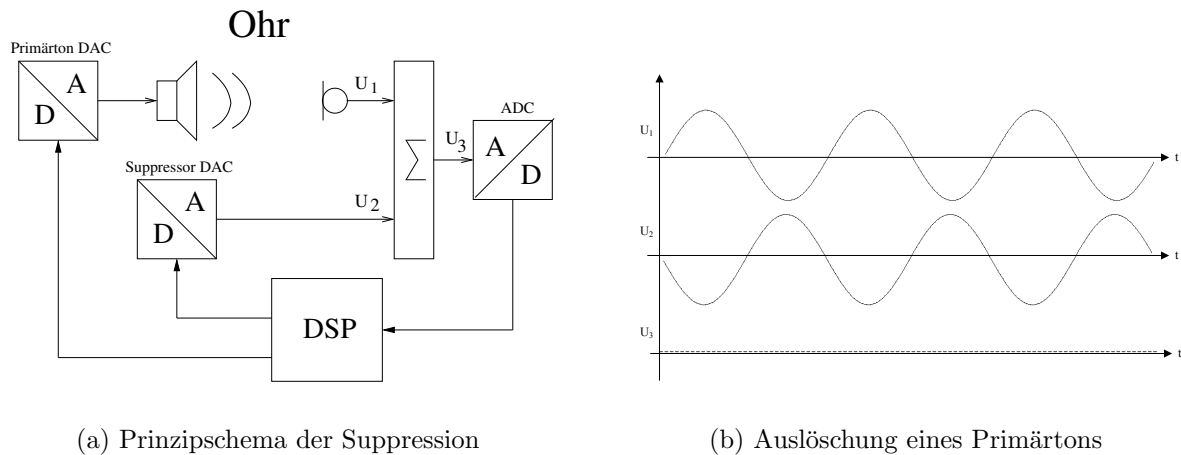 Ohr
Primärton DAC
A
D
U1
ADC
U3
A
D
Σ
Suppressor DAC
A
D
U2
DSP
(a) Prinzipschema der Suppression
U1
t
U2
t
U3
t
(b) Auslöschung eines Primärtons